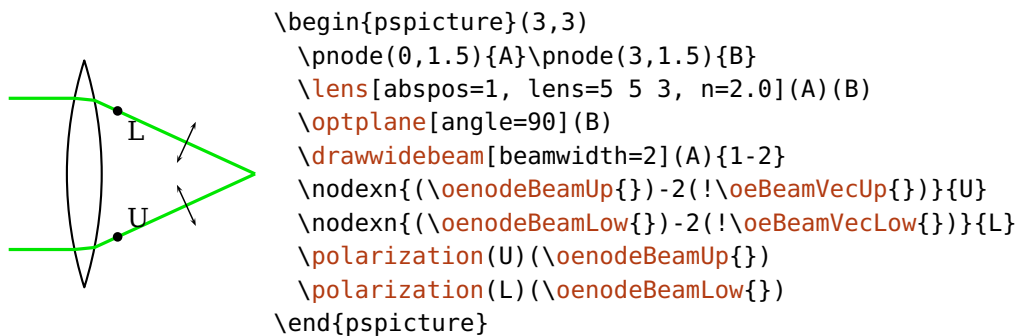 L
U
\begin{pspicture}(3,3)
  \pnode(0,1.5){A}\pnode(3,1.5){B}
  \lens[abspos=1, lens=5 5 3, n=2.0](A)(B)
  \optplane[angle=90](B)
  \drawwidebeam[beamwidth=2](A){1-2}
  \nodexn{(\oenodeBeamUp{})-2(!\oeBeamVecUp{})}{U}
  \nodexn{(\oenodeBeamLow{})-2(!\oeBeamVecLow{})}{L}
  \polarization(U)(\oenodeBeamUp{})
  \polarization(L)(\oenodeBeamLow{})
\end{pspicture}